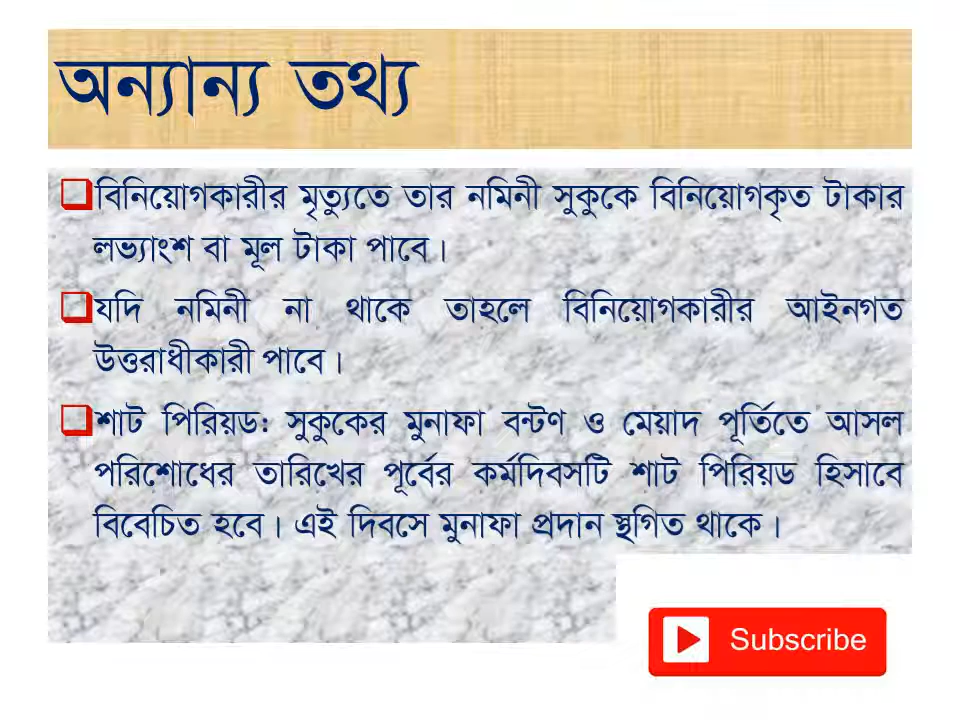 অন্যান্য তথ্য
বিনিয়োগকারীর মৃত্যুতে তার নমিনী সুকুকে বিনিয়োগকৃত টাকার
লভ্যাংশ বা মূল টাকা পাবে।
যদি নমিনী না থাকে তাহলে বিনিয়োগকারীর আইনগত
উত্তরাধীকারী পাবে।
শাট পিরিয়ড: সুকুকের মুনাফা বন্টণ ও মেয়াদ পূর্তিতে আসল
পরিশোধের তারিখের পূর্বের কর্মদিবসটি শাট পিরিয়ড হিসাবে
বিবেচিত হবে। এই দিবসে মুনাফা প্রদান স্থগিত থাকে।
Subscribe